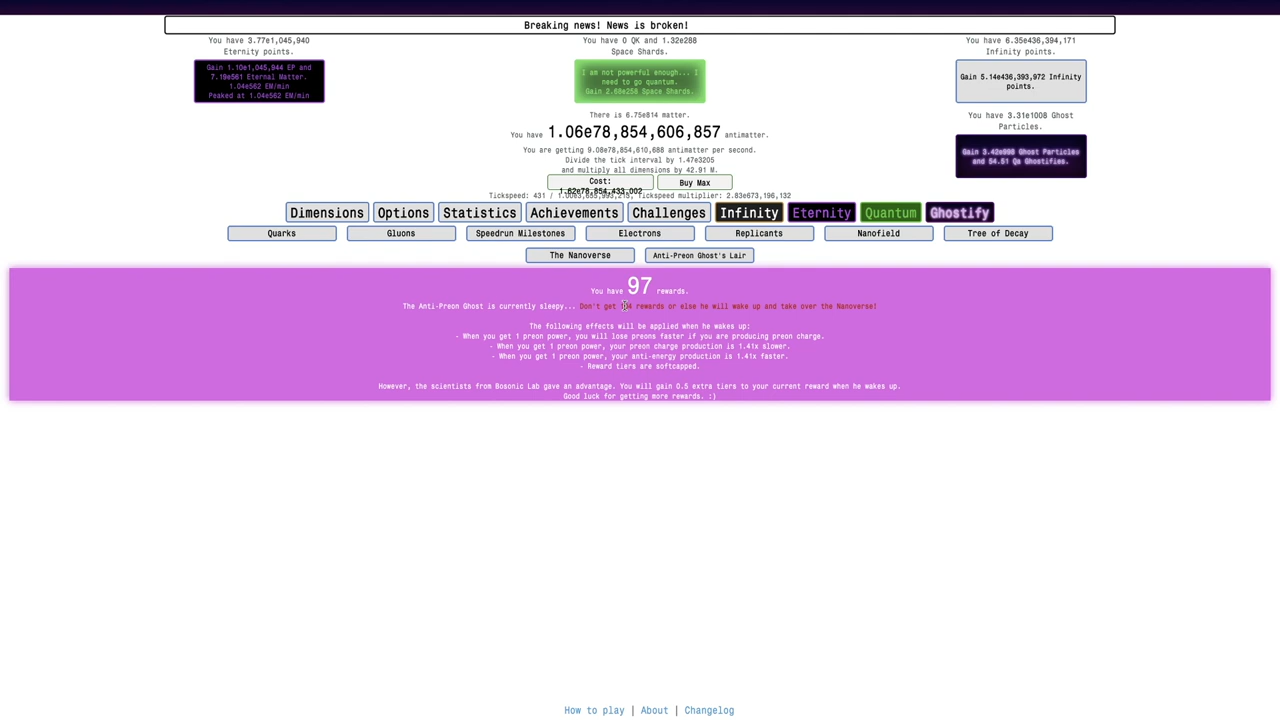 Breaking news! News is broken!
You have 3.77e1,045,940
Eternity points.
Gain 1.10e1,045,944 EP and
7.19e561 Eternal Matter.
1.04e562 EM/min
Peaked at 1.04e562 EM/min
You have 0 QK and 1.32e288
Space Shards.
I am not powerful enough... I
need to go quantum.
Gain 2.68e258 Space Shards.
You have 6.35e436,394,171
Infinity points.
Gain 5.14e436,393,972 Infinity
points.
You have 3.31e1008 Ghost
Particles.
Gain 3.42e998 Ghost Particles
and 54.51 Qa Ghostifies.
There is 6.75e814 matter.
You have 1.06e78,854,606,857 antimatter.
You are getting 9.08e78,854,610,688 antimatter per second.
Divide the tick interval by 1.47e3205
and multiply all dimensions by 42.91 M.
Cost:
1.62e78,854,433,002
Buy Max
Tickspeed: 431 /
Tickspeed multiplier: 2.83e673,196,132
Dimensions
Options
Statistics
Achievements
Challenges
Infinity
Eternity
Quantum
Ghostify
Quarks
Gluons
Speedrun Milestones
Electrons
Replicants
Nanofield
Tree of Decay
The Nanoverse
Anti-Preon Ghost's Lair
You have 97 rewards.
The Anti-Preon Ghost is currently sleepy... Don't get rewards or else he will wake up and take over the Nanoverse!
The following effects will be applied when he wakes up:
- When you get 1 preon power, you will lose preons faster if you are producing preon charge.
- When you get 1 preon power, your preon charge production is 1.41x slower.
- When you get 1 preon power, your anti-energy production is 1.41x faster.
- Reward tiers are softcapped.
However, the scientists from Bosonic Lab gave an advantage. You will gain 0.5 extra tiers to your current reward when he wakes up.
Good luck for getting more rewards. :)
How to play | About | Changelog